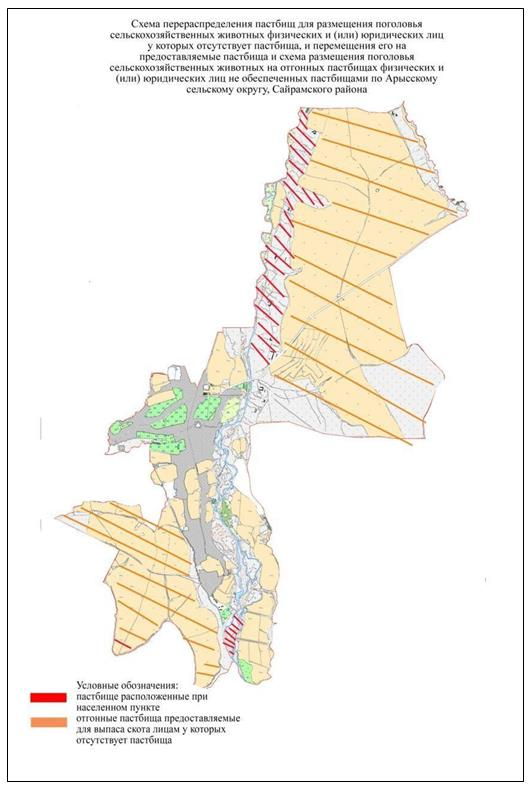 Схема перераспределения пастбищ для размещения поголовья
сельскохозяйственных животных физических и (или) юридических лиц
у которых отсутствует пастбища, и перемещения его на
предоставляемые пастбища и схема размещения поголовья
сельскохозяйственных животных на отгонных пастбищах физических и
(или) юридических лиц не обеспеченных пастбищами по Арысскому
сельскому округу, Сайрамского района
Условные обозначения:
пастбище расположенные при
населенном пункте
отгонные пастбища предоставляемые
для выпаса скота лицам у которых
отсутствует пастбища